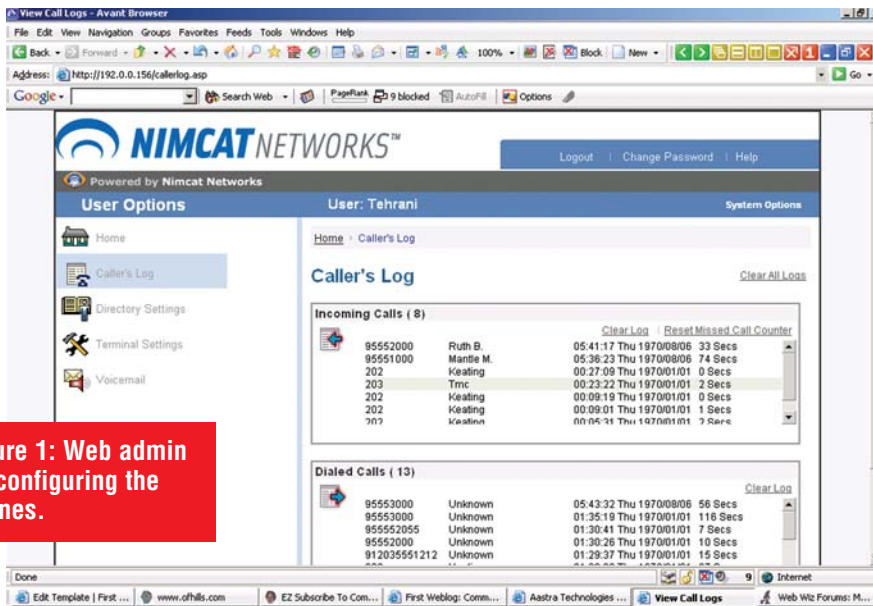 View Call Logs - Avant Browser
File Edit View Navigation Groups Favorites Feeds Tools Windows Help
Back Forward 100% Block New
Address: http://192.0.0.156/callerlog.asp Go
Google Search Web PageRank 9 blocked AutoFill Options
NIMCAT NETWORKS™
Logout | Change Password | Help
Powered by Nimcat Networks
User Options User: Tehrani System Options
Home
Caller's Log
Directory Settings
Terminal Settings
Voicemail
Home › Caller's Log
Caller's Log Clear All Logs
Incoming Calls ( 8)
Clear Log | Reset Missed Call Counter
95552000 Ruth B. 05:41:17 Thu 1970/08/06 33 Secs
95551000 Mantle M. 05:36:23 Thu 1970/08/06 74 Secs
202 Keating 00:27:09 Thu 1970/01/01 0 Secs
203 Tmc 00:23:22 Thu 1970/01/01 2 Secs
202 Keating 00:09:19 Thu 1970/01/01 0 Secs
202 Keating 00:09:01 Thu 1970/01/01 1 Secs
202 Keating 00:05:31 Thu 1970/01/01 2 Secs
Dialed Calls ( 13)
Clear Log
95553000 Unknown 05:43:32 Thu 1970/08/06 56 Secs
95553000 Unknown 01:35:19 Thu 1970/01/01 116 Secs
955552055 Unknown 01:30:41 Thu 1970/01/01 7 Secs
95552000 Unknown 01:30:26 Thu 1970/01/01 10 Secs
912035551212 Unknown 01:29:37 Thu 1970/01/01 15 Secs
ure 1: Web admin
configuring the
nes.
Done 9 Internet
Edit Template | First ... www.ofhills.com EZ Subscribe To Com... First Weblog: Comm... Aastra Technologies ... View Call Logs Web Wiz Forums: M...